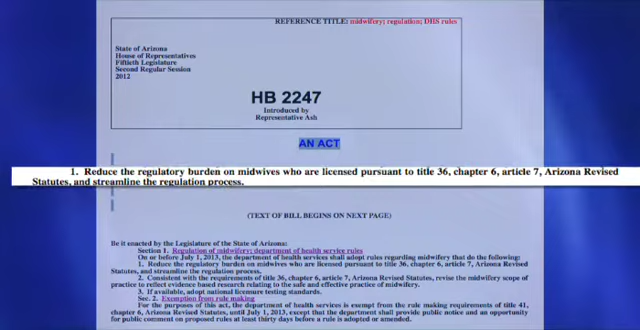 REFERENCE TITLE: midwifery; regulation; DHS rules
State of Arizona
House of Representatives
Fiftieth Legislature
Second Regular Session
2012
HB 2247
Introduced by
Representative Ash
AN ACT
1. Reduce the regulatory burden on midwives who are licensed pursuant to title 36, chapter 6, article 7, Arizona Revised
Statutes, and streamline the regulation process.
(TEXT OF BILL BEGINS ON NEXT PAGE)
Be it enacted by the Legislature of the State of Arizona:
Section 1. Regulation of midwifery; department of health service rules
On or before July 1, 2013, the department of health services shall adopt rules regarding midwifery that do the following:
1. Reduce the regulatory burden on midwives who are licensed pursuant to title 36, chapter 6, article 7, Arizona Revised
Statutes, and streamline the regulation process.
2. Consistent with the requirements of title 36, chapter 6, article 7, Arizona Revised Statutes, revise the midwifery scope of
practice to reflect evidence based research relating to the safe and effective practice of midwifery.
3. If available, adopt national licensure testing standards.
Sec. 2. Exemption from rule making
For the purposes of this act, the department of health services is exempt from the rule making requirements of title 41,
chapter 6, Arizona Revised Statutes, until July 1, 2013, except that the department shall provide public notice and an opportunity
for public comment on proposed rules at least thirty days before a rule is adopted or amended.